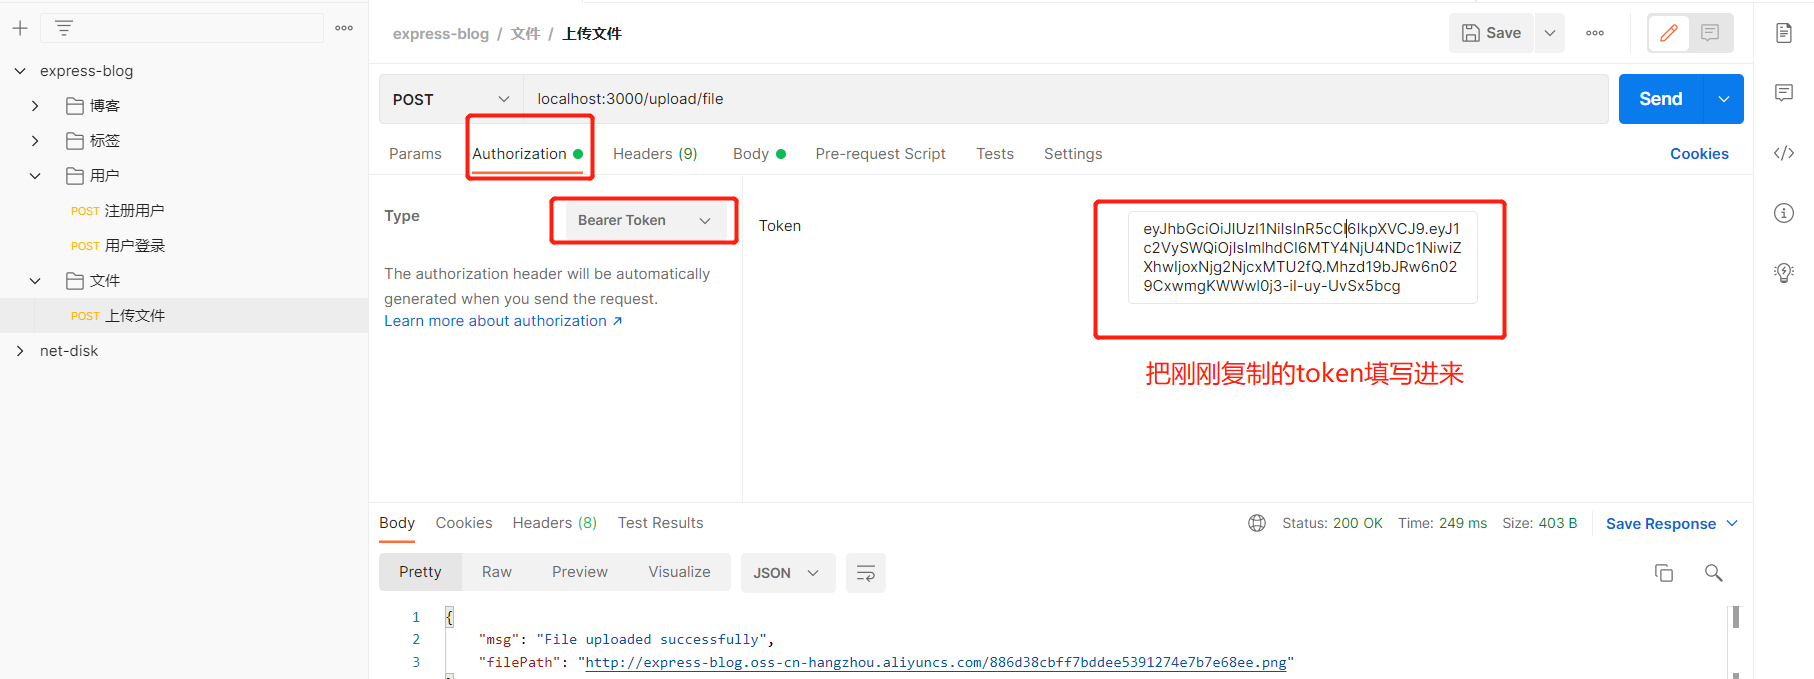 express-blog
博客
标签
用户
POST 注册用户
POST 用户登录
文件
POST 上传文件
net-disk
express-blog / 文件 / 上传文件
Save
POST
localhost:3000/upload/file
Send
Params
Authorization
Headers (9)
Body
Pre-request Script
Tests
Settings
Cookies
Type
Bearer Token
The authorization header will be automatically
generated when you send the request.
Learn more about authorization ↗
Token
eyJhbGciOiJIUzI1NiIsInR5cCI6IkpXVCJ9.eyJ1
c2VySWQiOjIsImlhdCI6MTY4NjU4NDc1NiwiZ
XhwIjoxNjg2NjcxMTU2fQ.Mhzd19bJRw6n02
9CxwmgKWWwl0j3-iI-uy-UvSx5bcg
把刚刚复制的token填写进来
Body
Cookies
Headers (8)
Test Results
Status: 200 OK
Time: 249 ms
Size: 403 B
Save Response
Pretty
Raw
Preview
Visualize
JSON
1 {
2 "msg": "File uploaded successfully",
3 "filePath": "http://express-blog.oss-cn-hangzhou.aliyuncs.com/886d38cbff7bddee5391274e7b7e68ee.png"